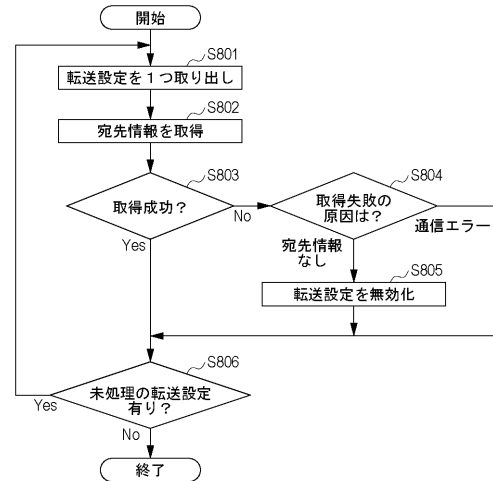 開始
S801
転送設定を1つ取り出し
S802
宛先情報を取得
S803
取得成功?
No
Yes
S804
取得失敗の
原因は?
通信エラー
宛先情報
なし
S805
転送設定を無効化
S806
未処理の転送設定
有り?
Yes
No
終了